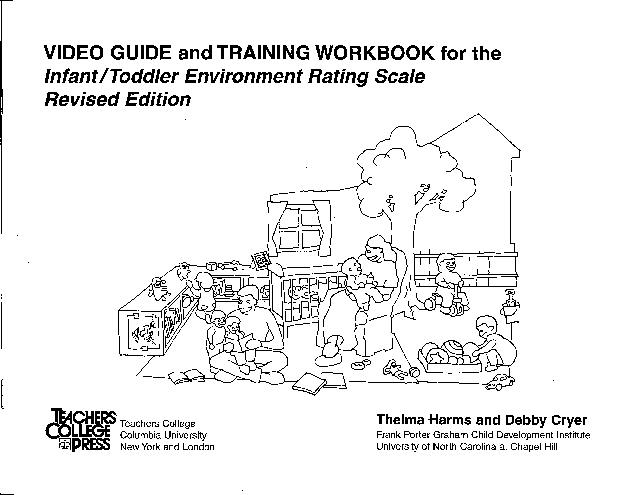 VIDEO GUIDE and TRAINING WORKBOOK for the
Infant/Toddler Environment Rating Scale
Revised Edition
TEACHERS
COLLEGE
PRESS
Teachers College
Columbia University
New York and London
Thelma Harms and Debby Cryer
Frank Porter Graham Child Development Institute
University of North Carolina a. Chapel Hill